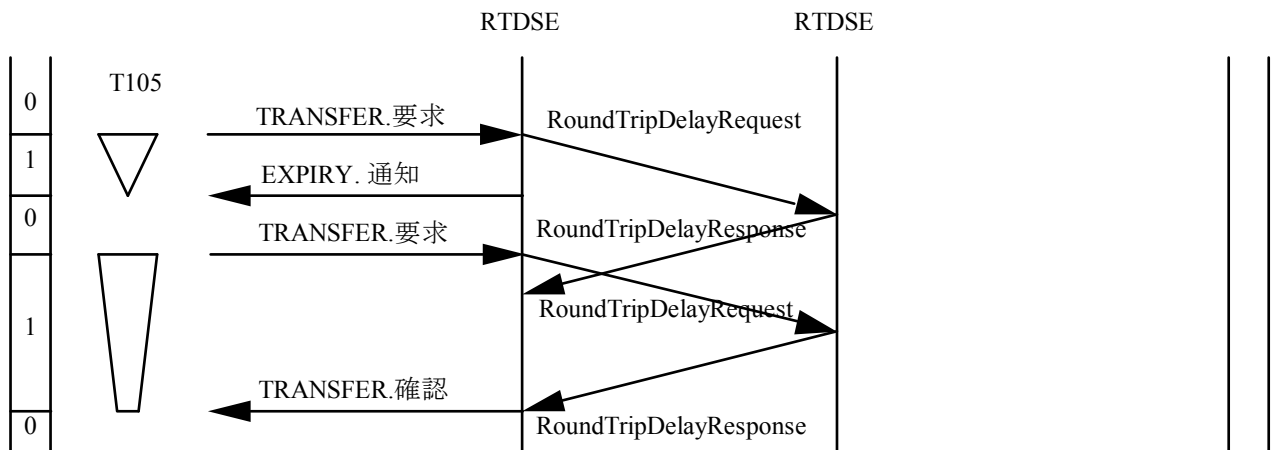 RTDSE
RTDSE
T105
0
TRANSFER.要求
RoundTripDelayRequest
1
EXPIRY. 通知
0
TRANSFER.要求
RoundTripDelayResponse
RoundTripDelayRequest
1
TRANSFER.確認
0
RoundTripDelayResponse